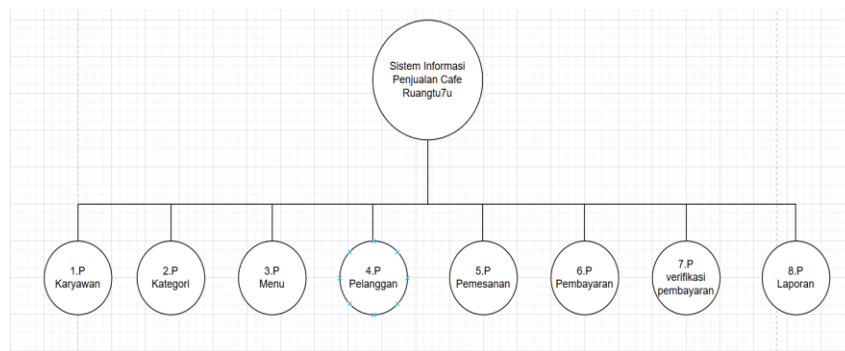 Sistem Informasi
Penjualan Cafe
Ruangtu7u
1.P
Karyawan
2.P
Kategori
3.P
Menu
4.P
Pelanggan
5.P
Pemesanan
6.P
Pembayaran
7.P
verifikasi
pembayaran
8.P
Laporan